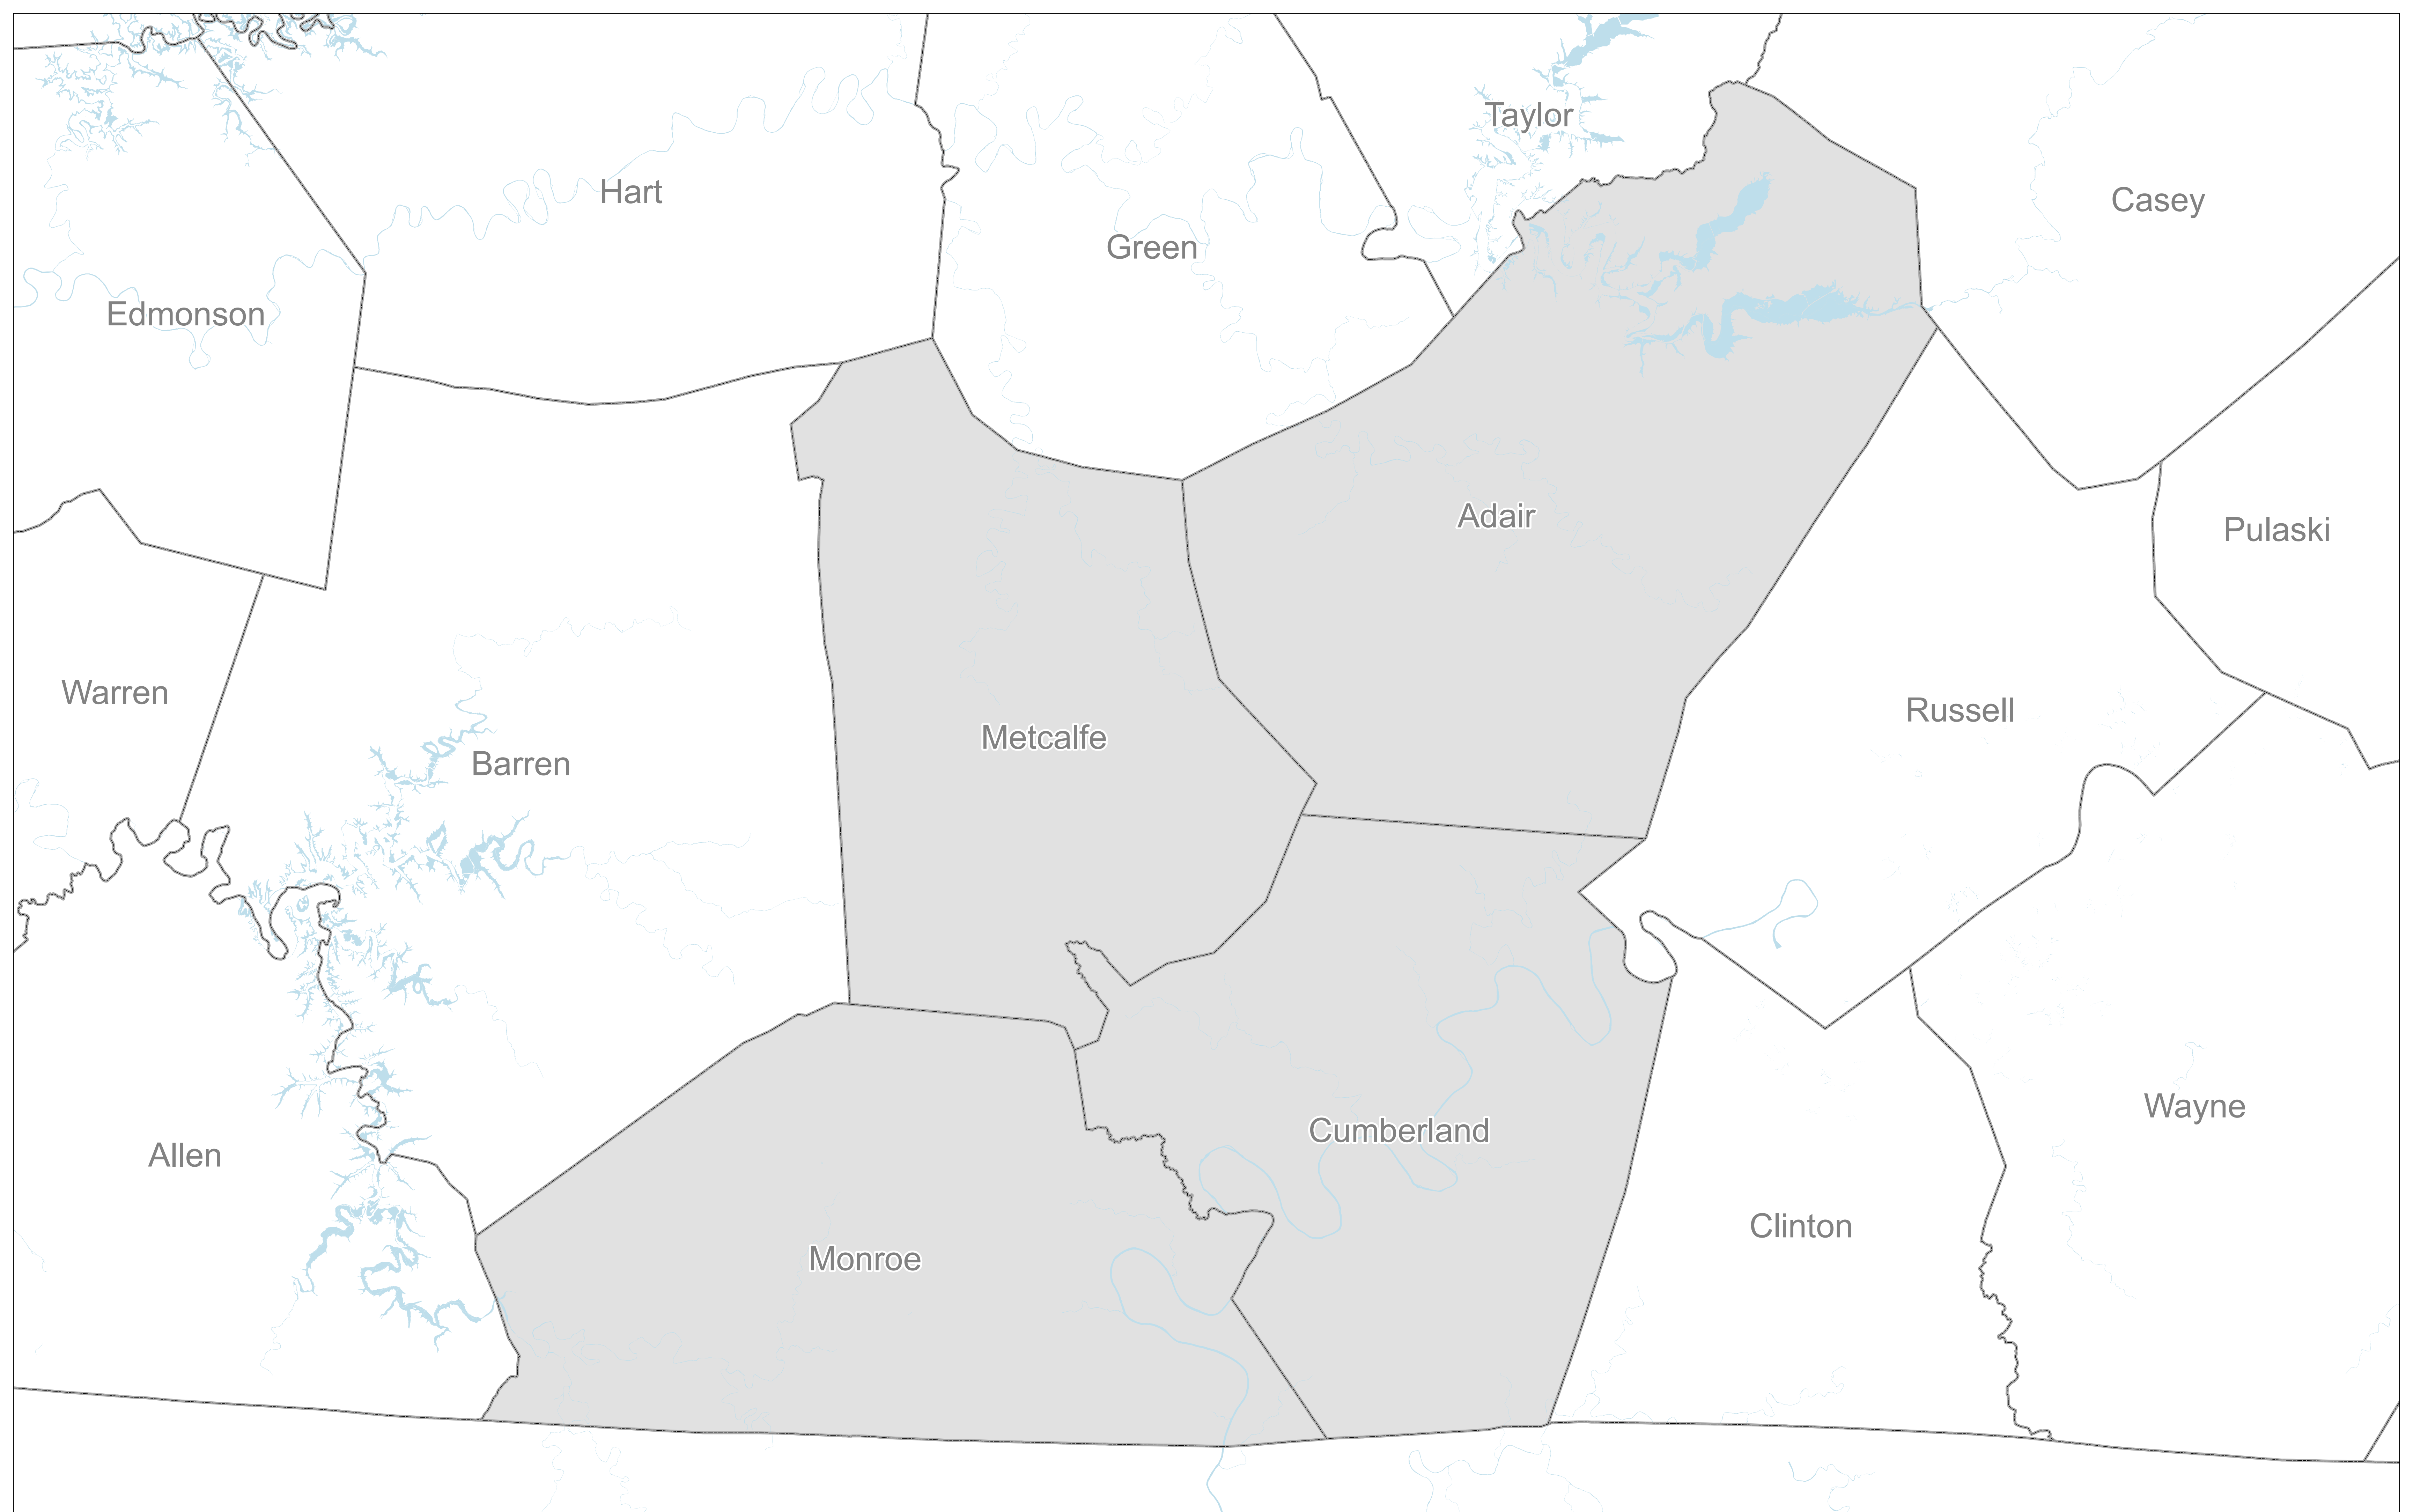 Taylor
Hart
Casey
Green
Edmonson
Adair
Pulaski
Warren
Russell
Metcalfe
Barren
Wayne
Cumberland
Allen
Clinton
Monroe